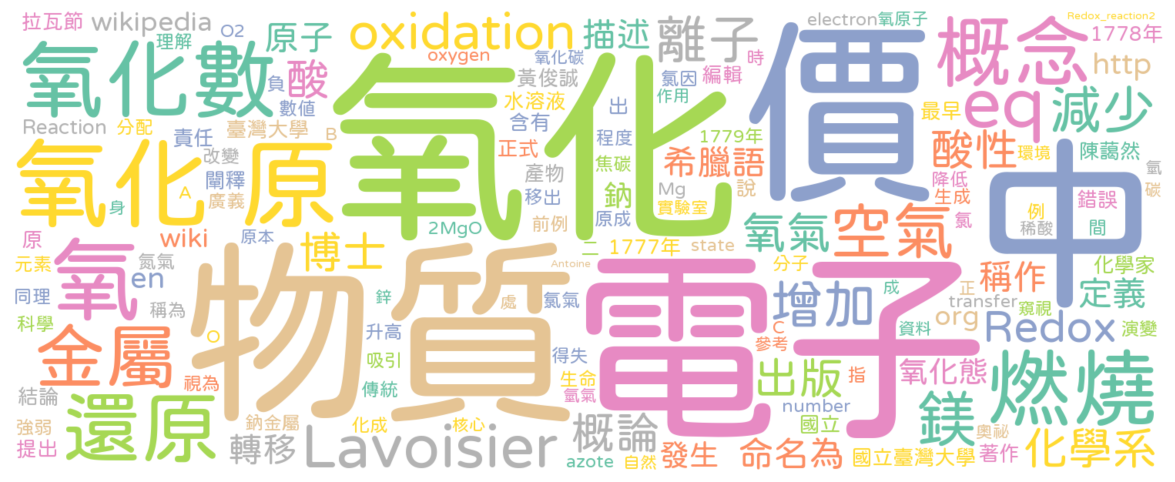 拉瓦節
wikipedia
O2
原子
oxidation
描述
離子
electron
氧原子
概念
Redox_reaction2
1778年
理解
氧化數
負
酸
數值
oxygen
氧化碳
黃俊誠
水溶液
含有
氧化
出
氮因
編輯
時
作用
價
eq
http
減少
最早
Reaction
分配
責任
臺灣大學
B
正式
程度
焦碳
1779年
希臘語
酸性
環境
陳藹然
氧化
原
改變
闡釋
廣義
A
身
產物
移出
鈉
原成
Mg
實驗室
說
降低
生成
氮
中
例
稀酸
錯誤
間
氫
碳
原
wiki
原本
2MgO
前例
二
1777年
氧氣
空氣
state
元素
氧
氮氣
en
博士
Antoine
分子
稱作
定義
化學家
同理
稱為
物質
鋅
處
氯氣
電子
增加
成
正
transfer
窺視
org
Redox
演變
科學
金屬
O
升高
吸引
得失
C
參考
資料
結論
視為
傳統
生命
氫氣
出版
指
氧化態
燃燒
強弱
還原
鈉金屬
化成
核心
number
國立
鎂
奧祕
提出
轉移
Lavoisier
概論
azote
自然
發生
命名為
國立臺灣大學
著作
化學系